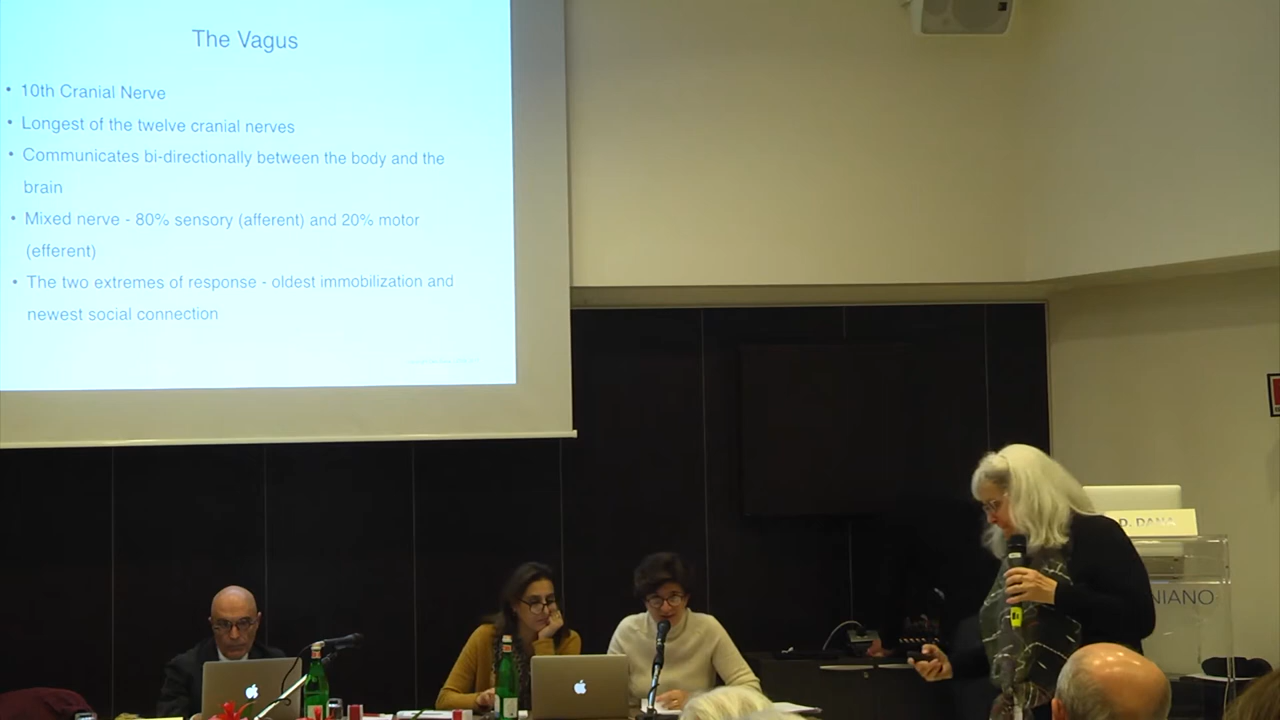 The Vagus
• 10th Cranial Nerve
• Longest of the twelve cranial nerves
• Communicates bi-directionally between the body and the
brain
• Mixed nerve - 80% sensory (afferent) and 20% motor
(efferent)
• The two extremes of response - oldest immobilization and
newest social connection
D. DANA
NIANO